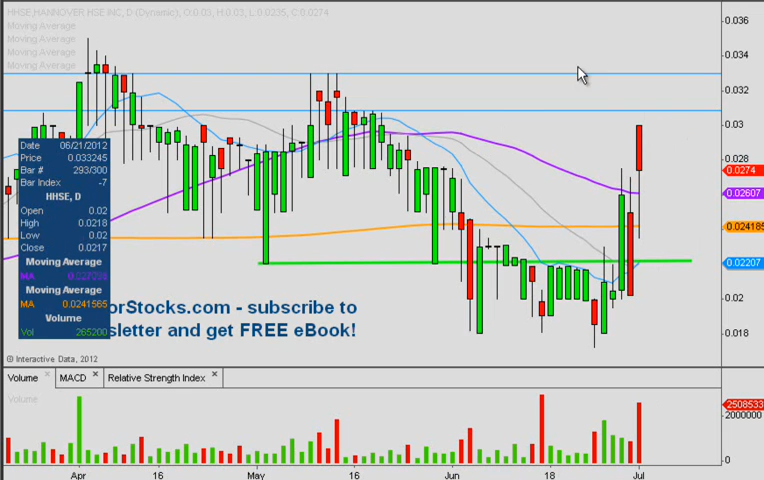 HHSE,HANNOVER HSE INC, D (Dynamic), O:0.03, H:0.03, L:0.0235, C:0.0274
Moving Average
Moving Average
Moving Average
Moving Average
0.036
0.034
0.032
0.03
0.028
0.0274
0.02607
0.02418
0.02207
0.02
0.018
Date 06/21/2012
Price 0.033245
Bar # 293/300
Bar Index -7
HHSE, D
Open 0.02
High 0.0218
Low 0.02
Close 0.0217
Moving Average
MA
Moving Average
MA 0.0241565
Volume
Vol 265200
orStocks.com - subscribe to
sletter and get FREE eBook!
© Interactive Data, 2012
Volume x MACD x Relative Strength Index x
Volume
2508533
2000000
0
Apr 16 May 16 Jun 18 Jul